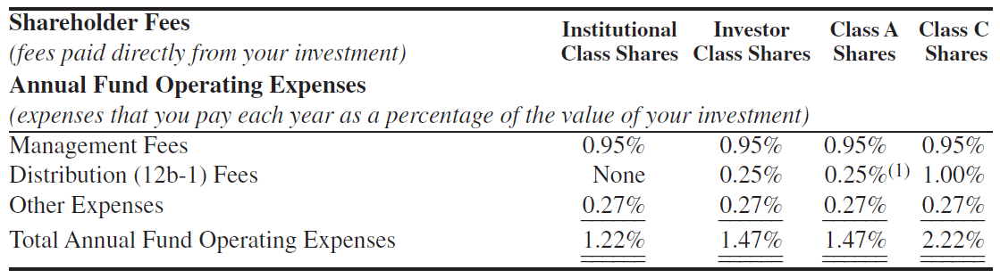 Shareholder Fees
(fees paid directly from your investment)
Institutional Class Shares
Investor Class Shares
Class A Shares
Class C Shares
Annual Fund Operating Expenses
(expenses that you pay each year as a percentage of the value of your investment)
Management Fees 0.95% 0.95% 0.95% 0.95%
Distribution (12b-1) Fees None 0.25% 0.25%(1) 1.00%
Other Expenses 0.27% 0.27% 0.27% 0.27%
Total Annual Fund Operating Expenses 1.22% 1.47% 1.47% 2.22%